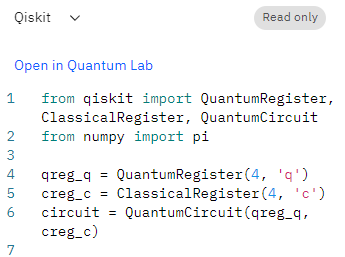 Qiskit
Read only
Open in Quantum Lab
1 from qiskit import QuantumRegister,
ClassicalRegister, QuantumCircuit
2 from numpy import pi
3
4 qreg_q = QuantumRegister(4, 'q')
5 creg_c = ClassicalRegister(4, 'c')
6 circuit = QuantumCircuit(qreg_q,
creg_c)
7